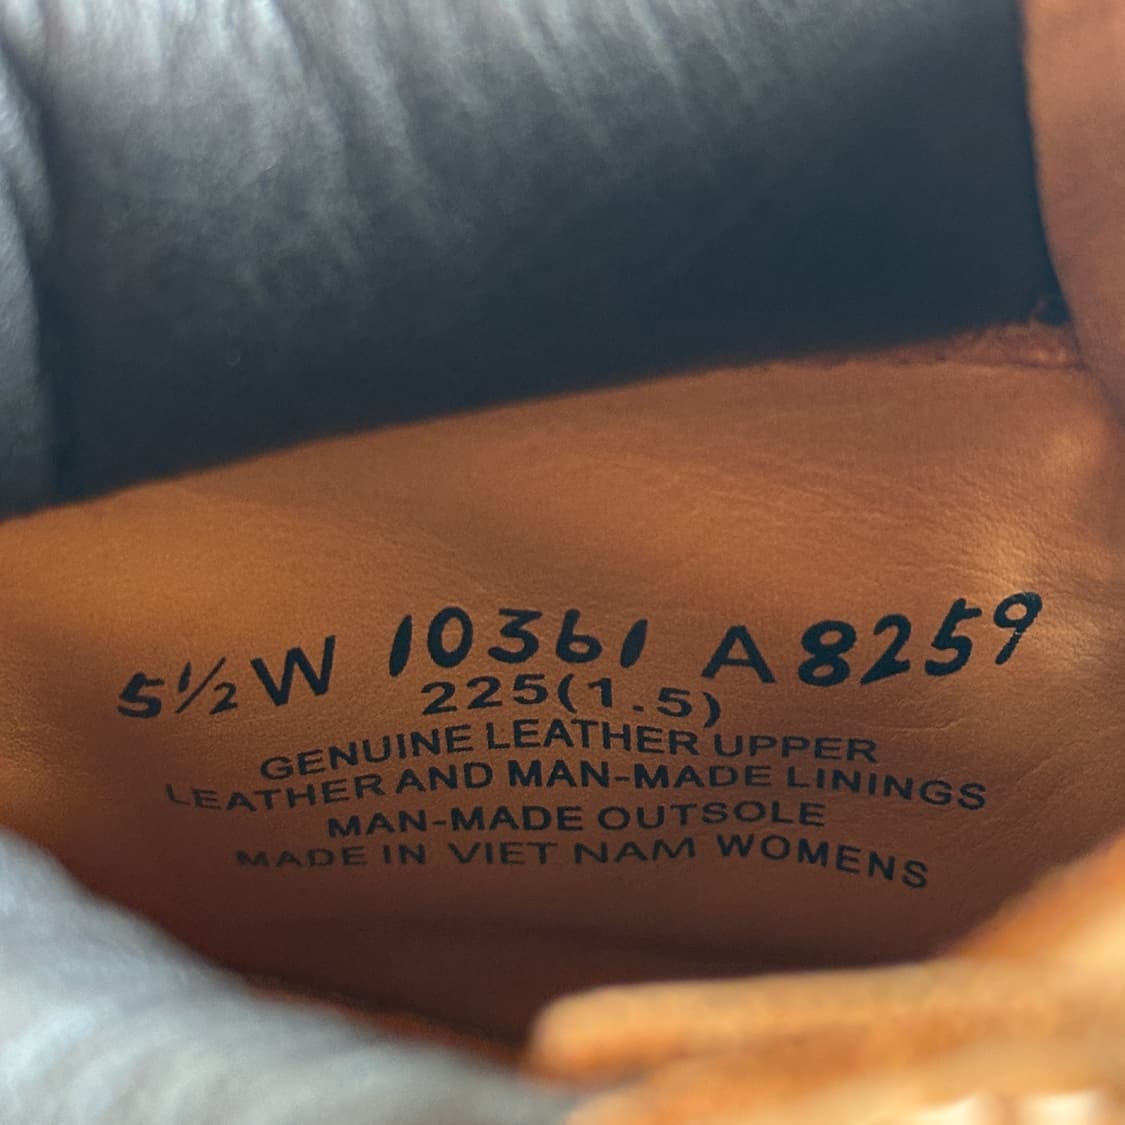 5½ W 10361 A8259
225(1.5)
GENUINE LEATHER UPPER
LEATHER AND MAN-MADE LININGS
MAN-MADE OUTSOLE
MADE IN VIET NAM WOMENS